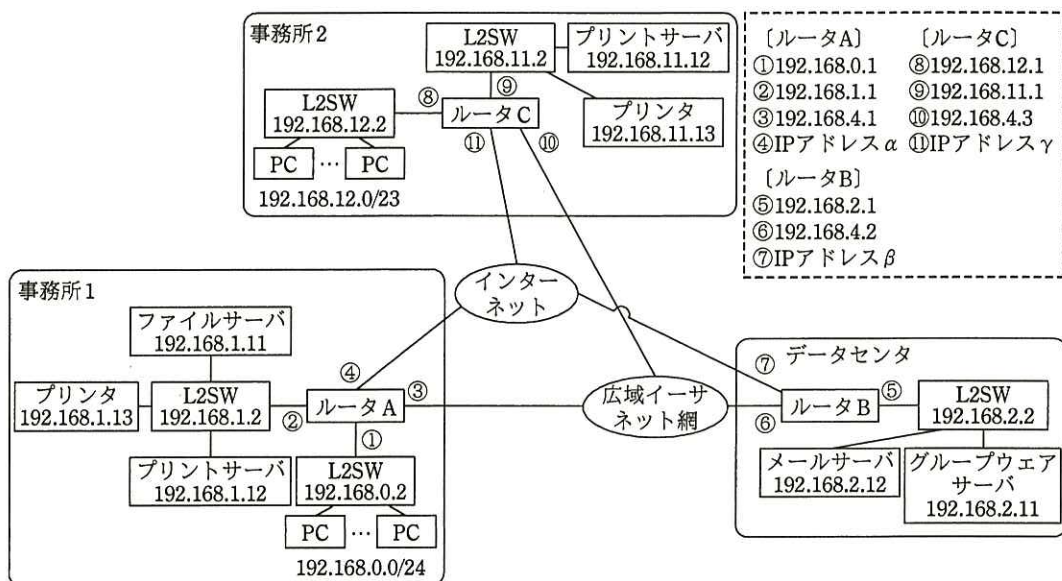 事務所2
L2SW
192.168.11.2
プリントサーバ
192.168.11.12
⑨
⑧
L2SW
192.168.12.2
ルータC
プリンタ
192.168.11.13
⑪
⑩
PC … PC
192.168.12.0/23
〔ルータA〕
①192.168.0.1
②192.168.1.1
③192.168.4.1
④IPアドレスα
〔ルータB〕
⑤192.168.2.1
⑥192.168.4.2
⑦IPアドレスβ
〔ルータC〕
⑧192.168.12.1
⑨192.168.11.1
⑩192.168.4.3
⑪IPアドレスγ
インター
ネット
事務所1
ファイルサーバ
192.168.1.11
プリンタ
192.168.1.13
L2SW
192.168.1.2
②
④
ルータA
③
①
プリントサーバ
192.168.1.12
L2SW
192.168.0.2
PC … PC
192.168.0.0/24
広域イーサ
ネット網
データセンタ
⑦
⑥
ルータB
⑤
L2SW
192.168.2.2
メールサーバ
192.168.2.12
グループウェア
サーバ
192.168.2.11